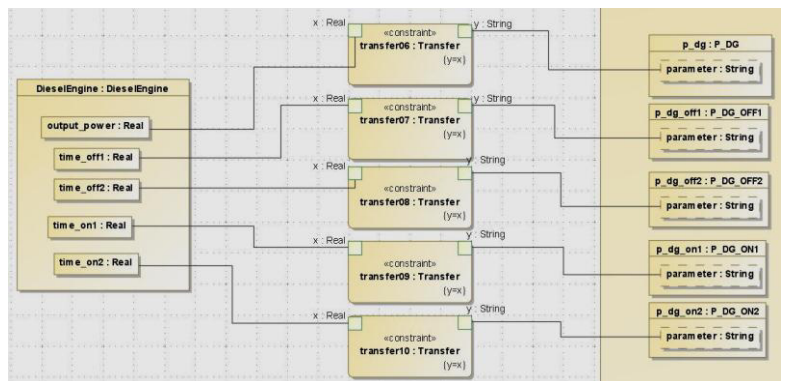 x : Real
y : String
«constraint»
transfer06 : Transfer
{y=x}
p_dg : P_DG
parameter : String
DieselEngine : DieselEngine
output_power : Real
time_off1 : Real
time_off2 : Real
time_on1 : Real
time_on2 : Real
x : Real
y : String
«constraint»
transfer07 : Transfer
{y=x}
p_dg_off1 : P_DG_OFF1
parameter : String
x : Real
y : String
«constraint»
transfer08 : Transfer
{y=x}
p_dg_off2 : P_DG_OFF2
parameter : String
x : Real
y : String
«constraint»
transfer09 : Transfer
{y=x}
p_dg_on1 : P_DG_ON1
parameter : String
x : Real
y : String
«constraint»
transfer10 : Transfer
{y=x}
p_dg_on2 : P_DG_ON2
parameter : String